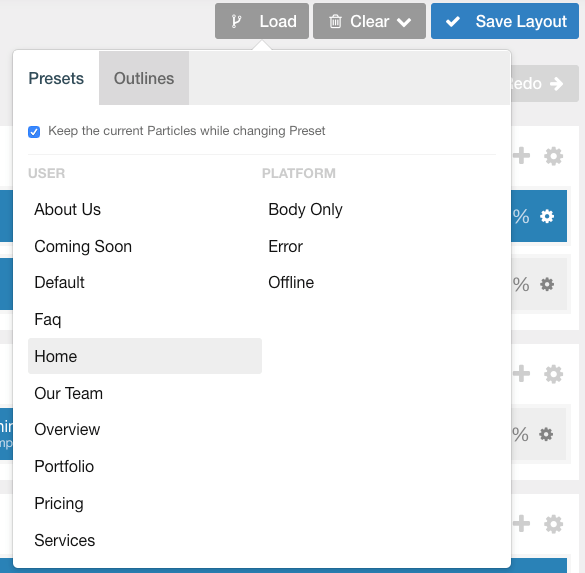 Load Clear Save Layout
Presets Outlines
Keep the current Particles while changing Preset
USER PLATFORM
About Us Body Only %
Coming Soon Error
Default Offline %
Faq
Home
Our Team
Overview %
Portfolio
Pricing
Services